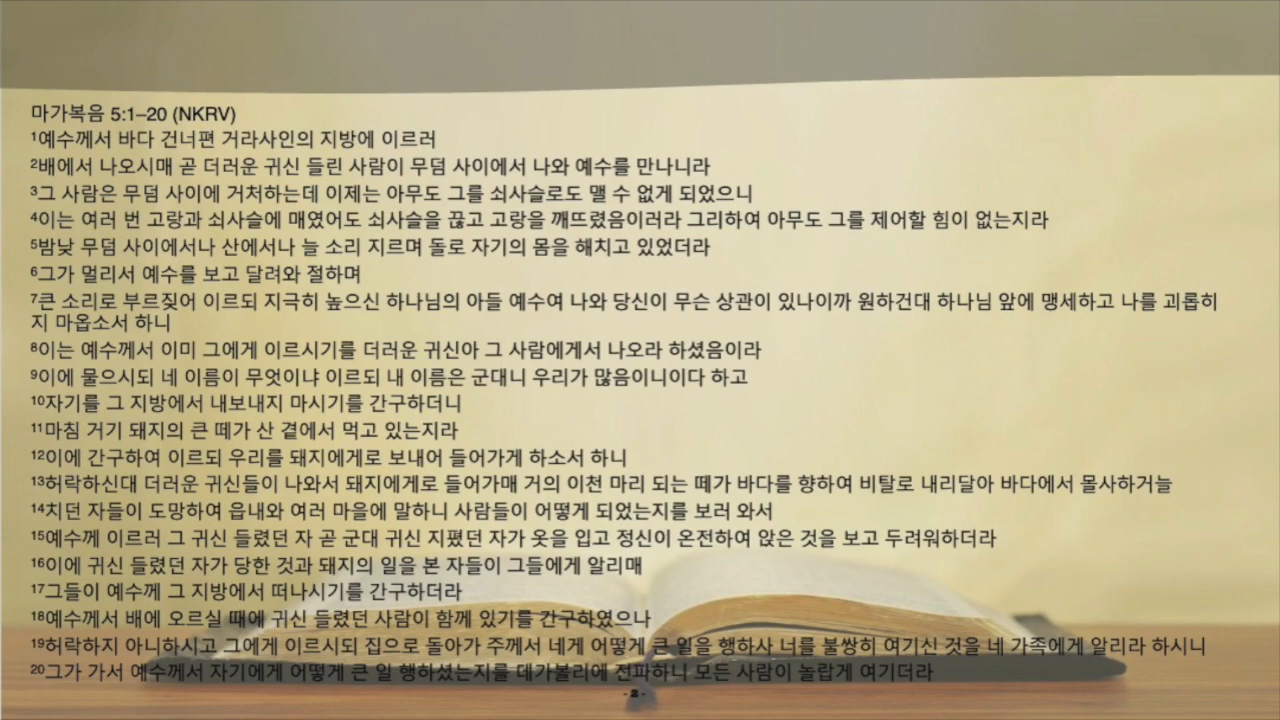 마가복음 5:1–20 (NKRV)
¹예수께서 바다 건너편 거라사인의 지방에 이르러
²배에서 나오시매 곧 더러운 귀신 들린 사람이 무덤 사이에서 나와 예수를 만나니라
³그 사람은 무덤 사이에 거처하는데 이제는 아무도 그를 쇠사슬로도 맬 수 없게 되었으니
⁴이는 여러 번 고랑과 쇠사슬에 매였어도 쇠사슬을 끊고 고랑을 깨뜨렸음이러라 그리하여 아무도 그를 제어할 힘이 없는지라
⁵밤낮 무덤 사이에서나 산에서나 늘 소리 지르며 돌로 자기의 몸을 해치고 있었더라
⁶그가 멀리서 예수를 보고 달려와 절하며
⁷큰 소리로 부르짖어 이르되 지극히 높으신 하나님의 아들 예수여 나와 당신이 무슨 상관이 있나이까 원하건대 하나님 앞에 맹세하고 나를 괴롭히
지 마옵소서 하니
⁸이는 예수께서 이미 그에게 이르시기를 더러운 귀신아 그 사람에게서 나오라 하셨음이라
⁹이에 물으시되 네 이름이 무엇이냐 이르되 내 이름은 군대니 우리가 많음이니이다 하고
¹⁰자기를 그 지방에서 내보내지 마시기를 간구하더니
¹¹마침 거기 돼지의 큰 떼가 산 곁에서 먹고 있는지라
¹²이에 간구하여 이르되 우리를 돼지에게로 보내어 들어가게 하소서 하니
¹³허락하신대 더러운 귀신들이 나와서 돼지에게로 들어가매 거의 이천 마리 되는 떼가 바다를 향하여 비탈로 내리달아 바다에서 몰사하거늘
¹⁴치던 자들이 도망하여 읍내와 여러 마을에 말하니 사람들이 어떻게 되었는지를 보러 와서
¹⁵예수께 이르러 그 귀신 들렸던 자 곧 군대 귀신 지폈던 자가 옷을 입고 정신이 온전하여 앉은 것을 보고 두려워하더라
¹⁶이에 귀신 들렸던 자가 당한 것과 돼지의 일을 본 자들이 그들에게 알리매
¹⁷그들이 예수께 그 지방에서 떠나시기를 간구하더라
¹⁸예수께서 배에 오르실 때에 귀신 들렸던 사람이 함께 있기를 간구하였으나
¹⁹허락하지 아니하시고 그에게 이르시되 집으로 돌아가 주께서 네게 어떻게 큰 일을 행하사 너를 불쌍히 여기신 것을 네 가족에게 알리라 하시니
²⁰그가 가서 예수께서 자기에게 어떻게 큰 일 행하셨는지를 데가볼리에 전파하니 모든 사람이 놀랍게 여기더라
- 2 -